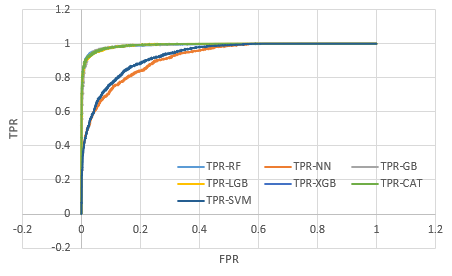 1.2
1
0.8
TPR
0.6
0.4
0.2
0
-0.2
TPR-RF TPR-NN TPR-GB
TPR-LGB TPR-XGB TPR-CAT
TPR-SVM
-0.2 0 0.2 0.4 0.6 0.8 1 1.2
FPR